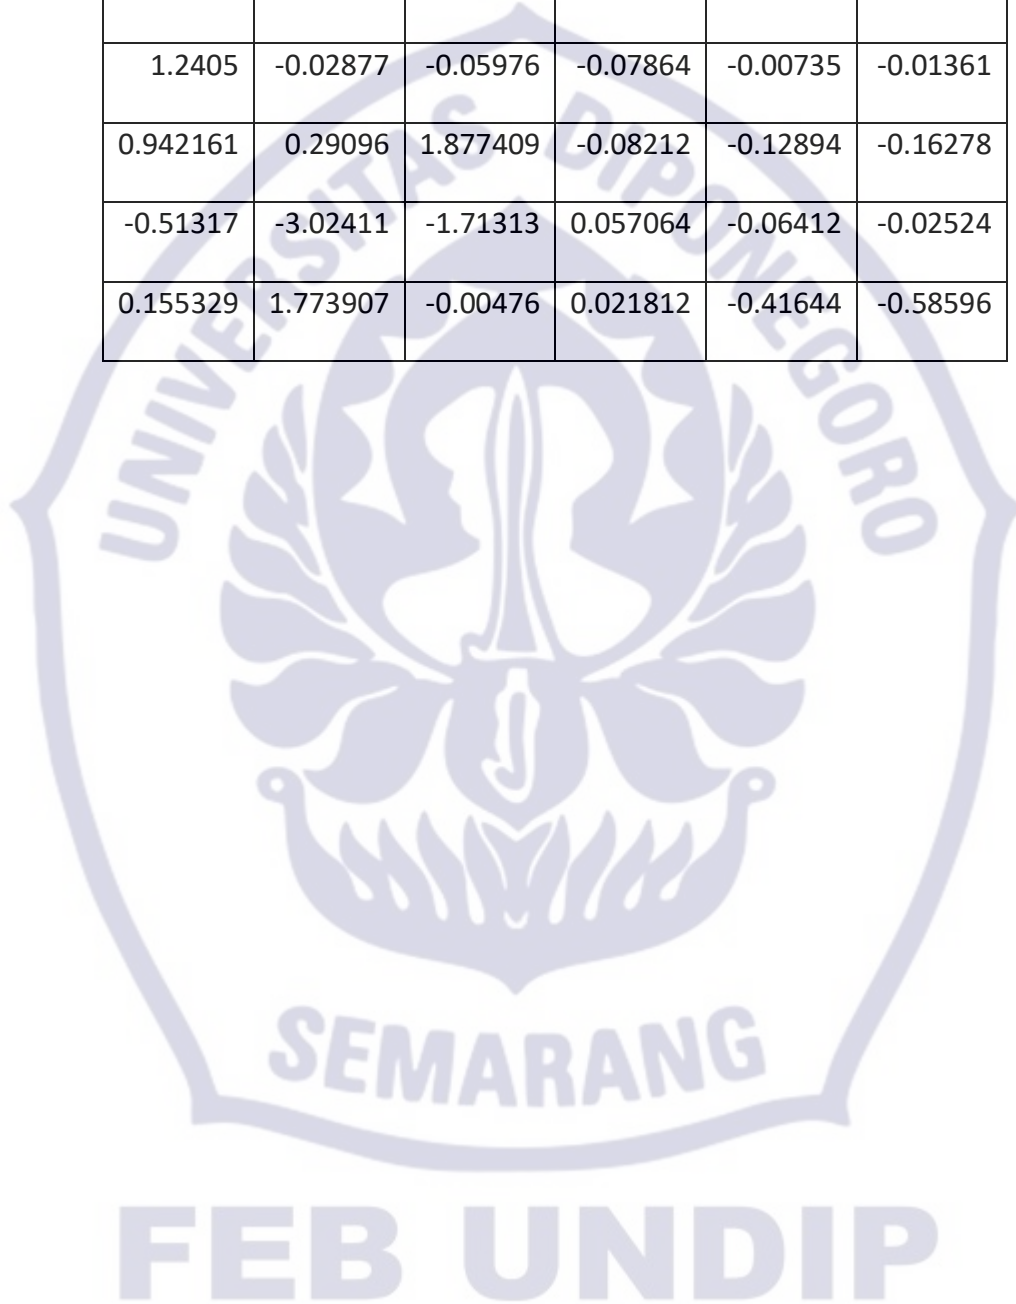 1.2405 -0.02877 -0.05976 -0.07864 -0.00735 -0.01361
0.942161 0.29096 1.877409 -0.08212 -0.12894 -0.16278
-0.51317 -3.02411 -1.71313 0.057064 -0.06412 -0.02524
0.155329 1.773907 -0.00476 0.021812 -0.41644 -0.58596
UNIVERSITAS DIPONEGORO
SEMARANG
FEB UNDIP